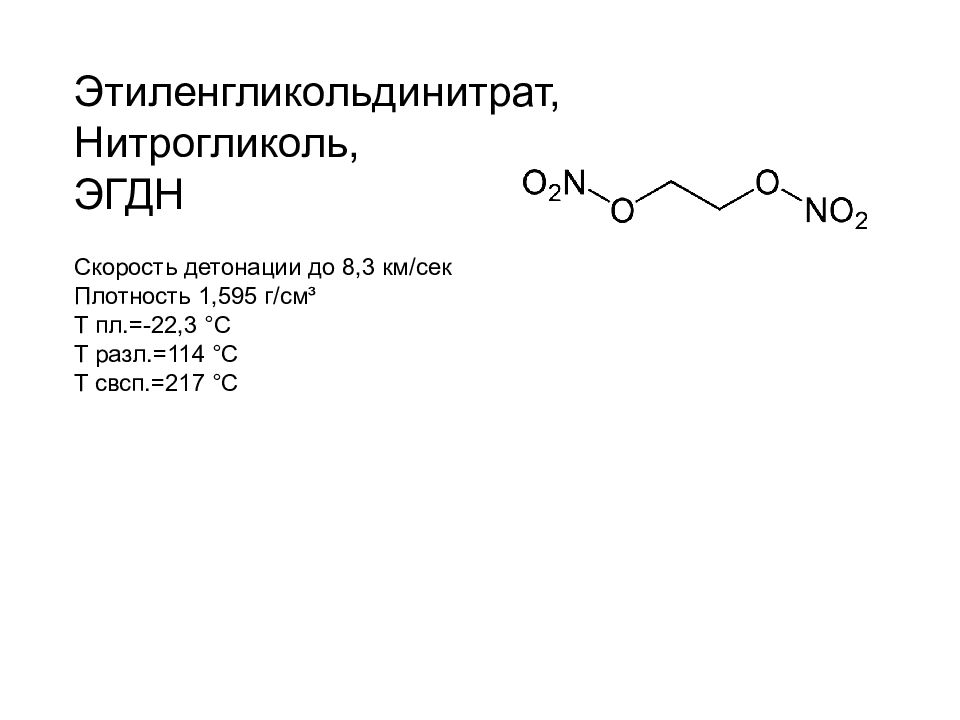 Этиленгликольдинитрат,
Нитрогликоль,
ЭГДН
O₂N
O
O
NO₂
Скорость детонации до 8,3 км/сек
Плотность 1,595 г/см³
Т пл.=-22,3 °С
Т разл.=114 °С
Т свсп.=217 °С